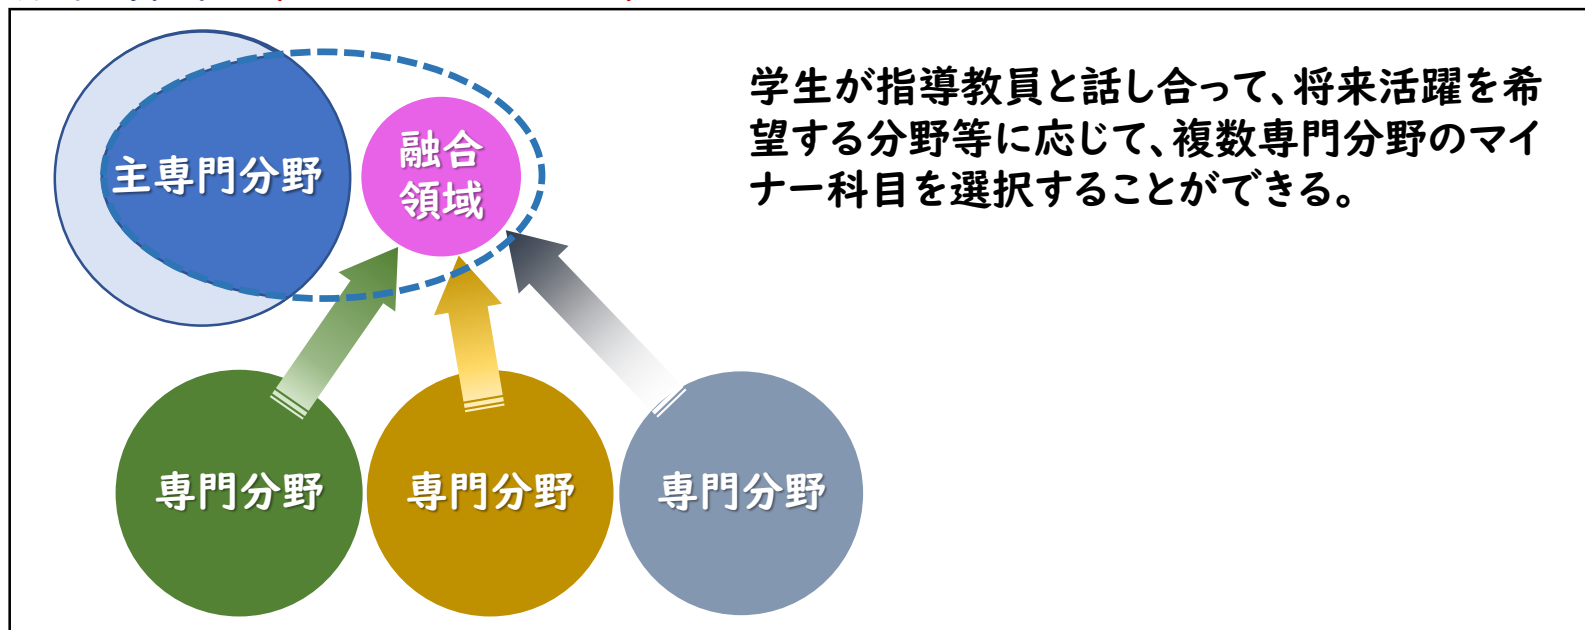 学生が指導教員と話し合って、将来活躍を希
望する分野等に応じて、複数専門分野のマイ
ナー科目を選択することができる。
主専門分野
融合
領域
専門分野
専門分野
専門分野